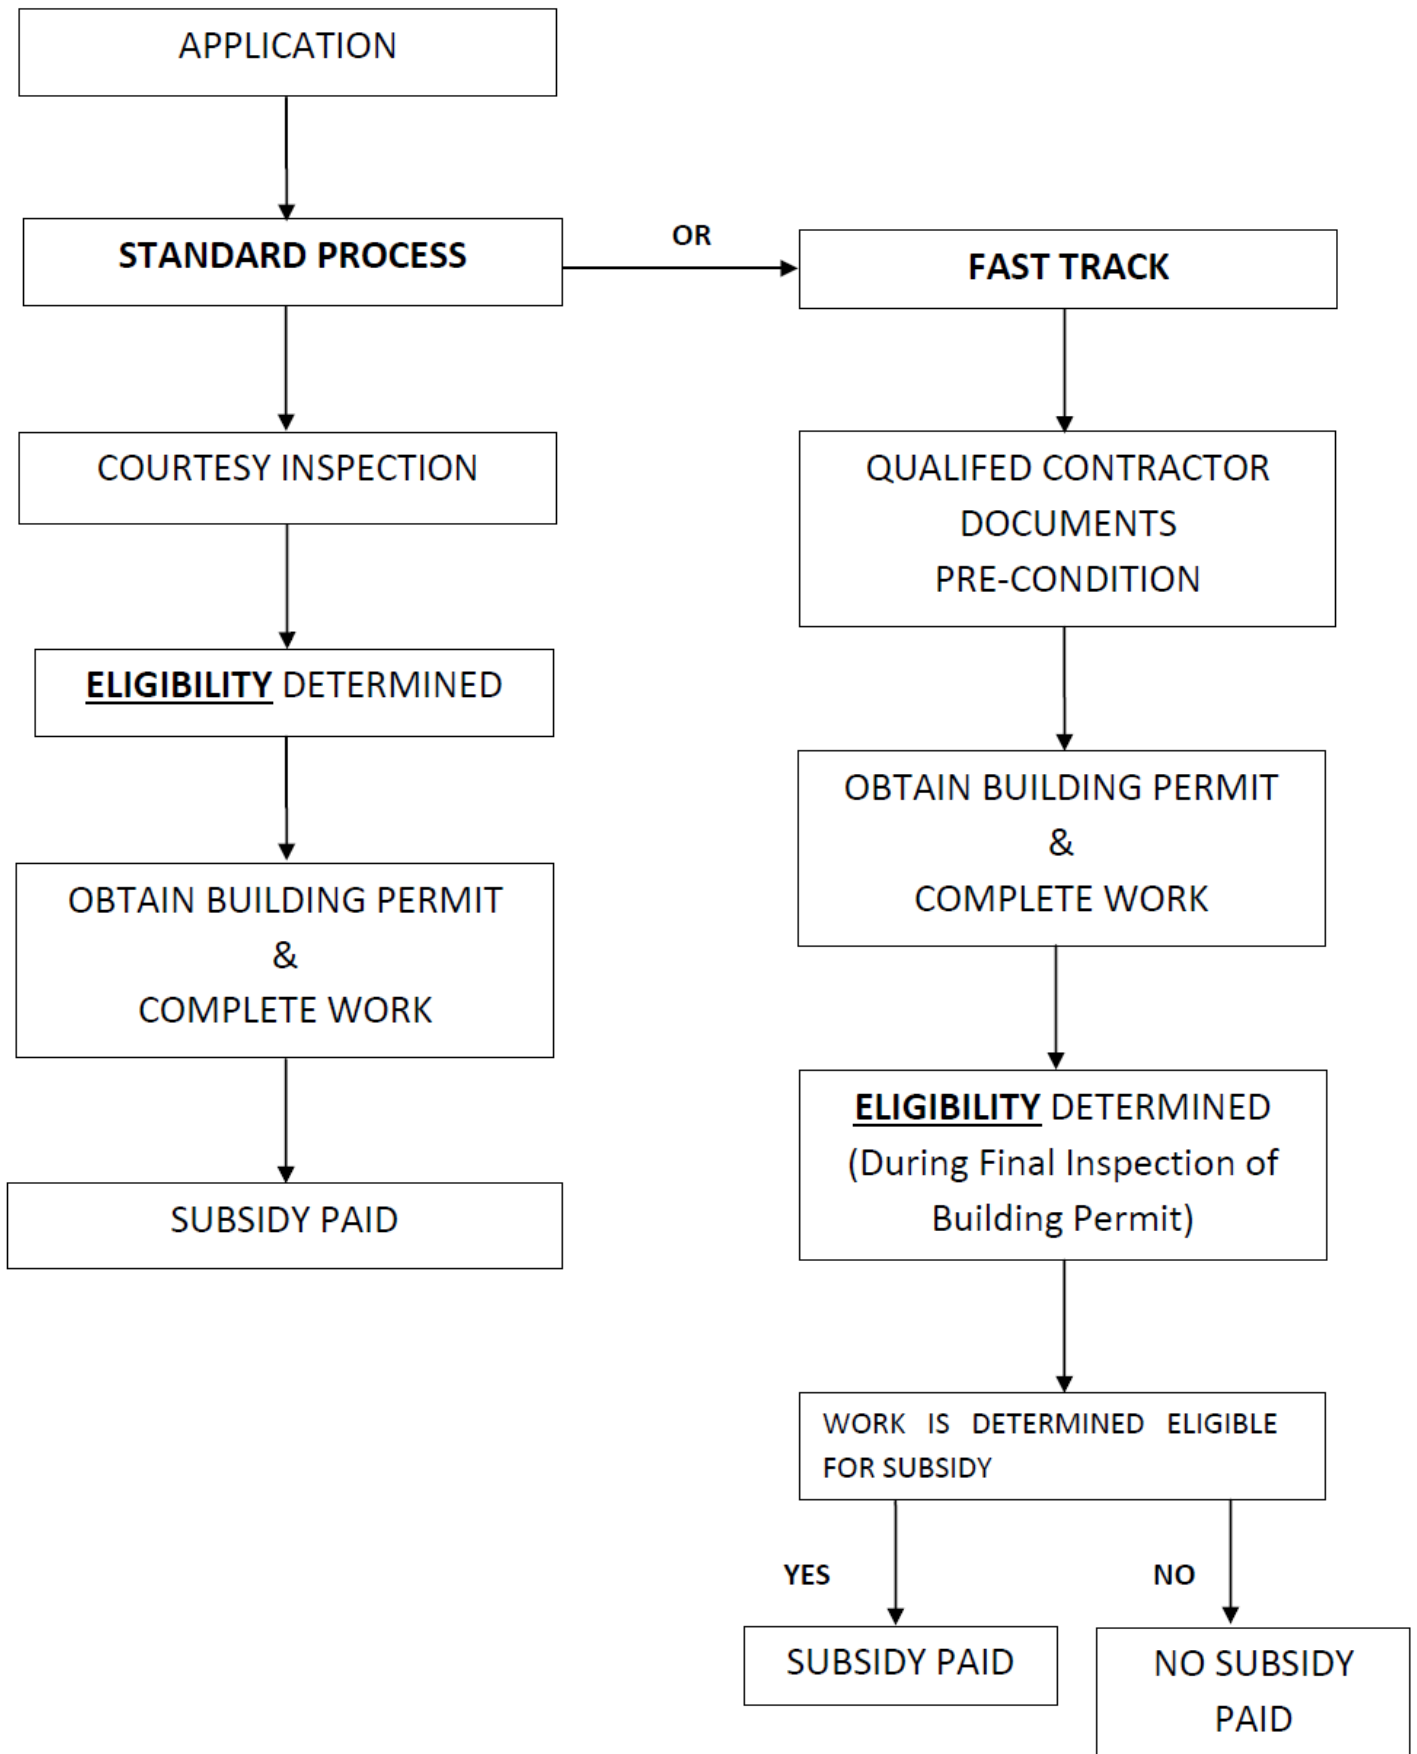 APPLICATION
STANDARD PROCESS
OR
FAST TRACK
COURTESY INSPECTION
ELIGIBILITY DETERMINED
OBTAIN BUILDING PERMIT
&
COMPLETE WORK
SUBSIDY PAID
QUALIFED CONTRACTOR
DOCUMENTS
PRE-CONDITION
OBTAIN BUILDING PERMIT
&
COMPLETE WORK
ELIGIBILITY DETERMINED
(During Final Inspection of
Building Permit)
WORK IS DETERMINED ELIGIBLE
FOR SUBSIDY
YES
NO
SUBSIDY PAID
NO SUBSIDY
PAID